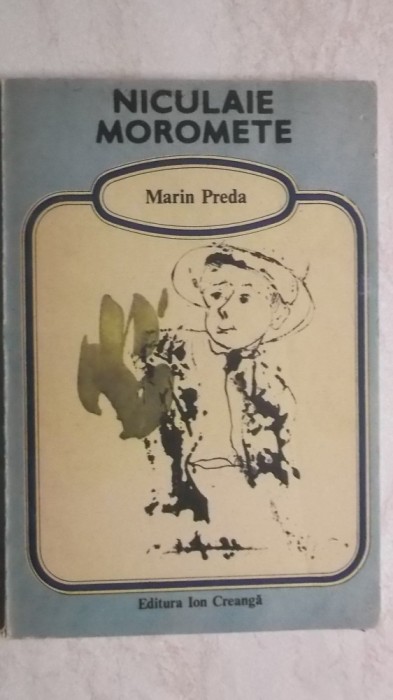 NICULAIE
MOROMETE
Marin Preda
Editura Ion Creangă